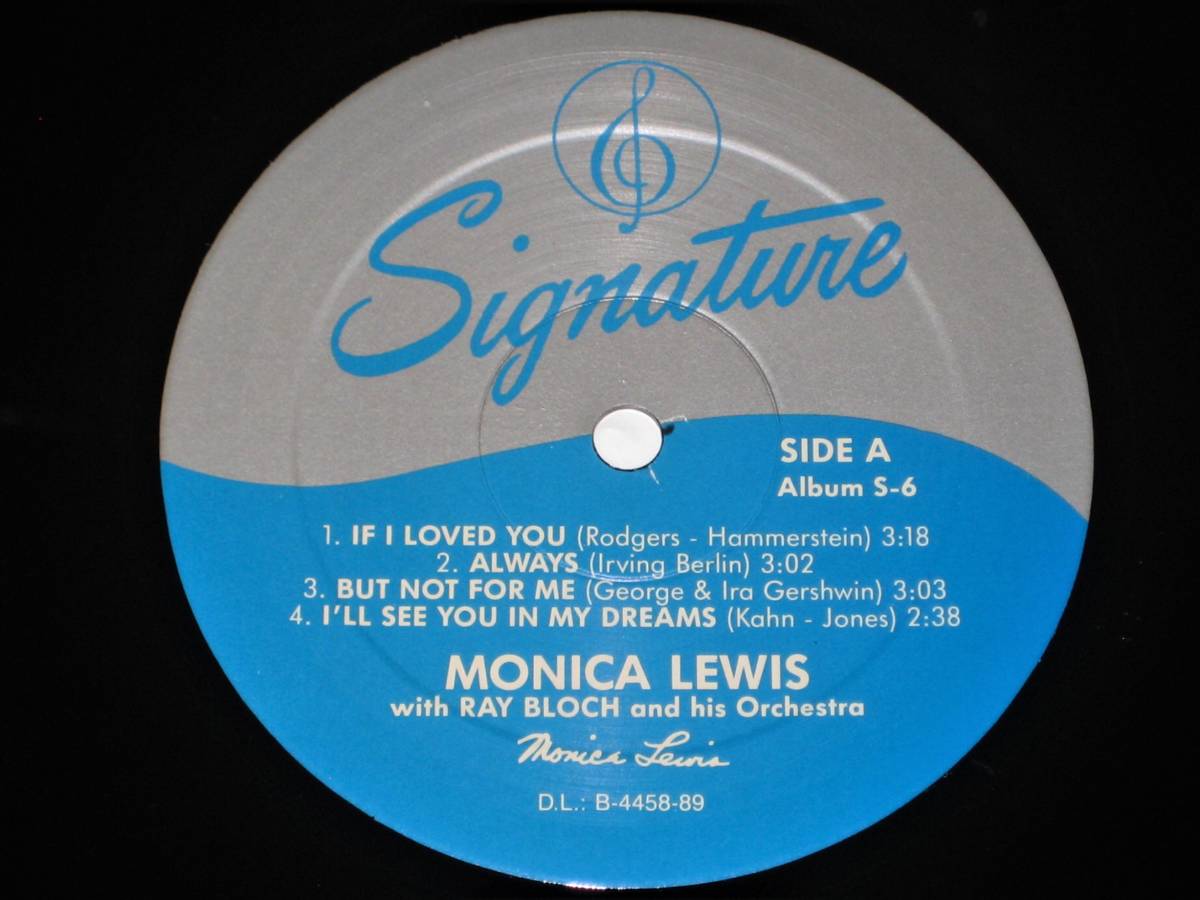 Signature
SIDE A
Album S-6
1. IF I LOVED YOU (Rodgers - Hammerstein) 3:18
2. ALWAYS (Irving Berlin) 3:02
3. BUT NOT FOR ME (George & Ira Gershwin) 3:03
4. I'LL SEE YOU IN MY DREAMS (Kahn - Jones) 2:38
MONICA LEWIS
with RAY BLOCH and his Orchestra
Monica Lewis
D.L.: B-4458-89